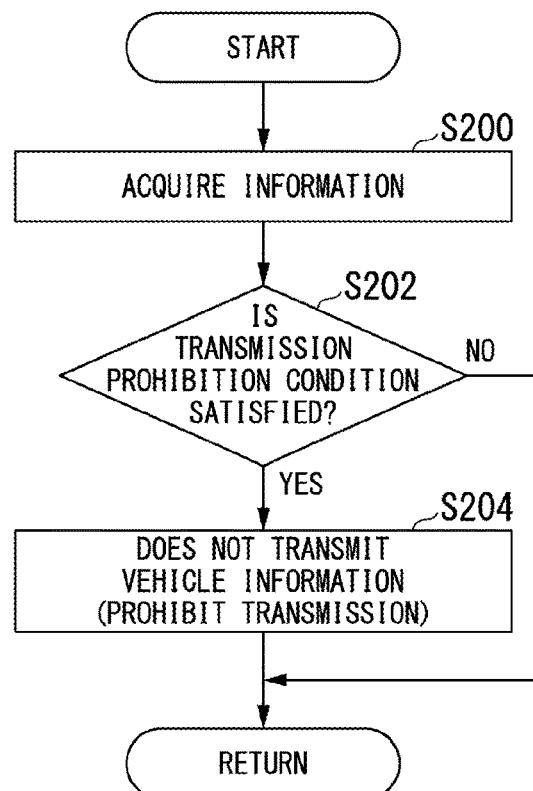 START
S200
ACQUIRE INFORMATION
S202
IS
TRANSMISSION
PROHIBITION CONDITION
SATISFIED?
NO
YES
S204
DOES NOT TRANSMIT
VEHICLE INFORMATION
(PROHIBIT TRANSMISSION)
RETURN